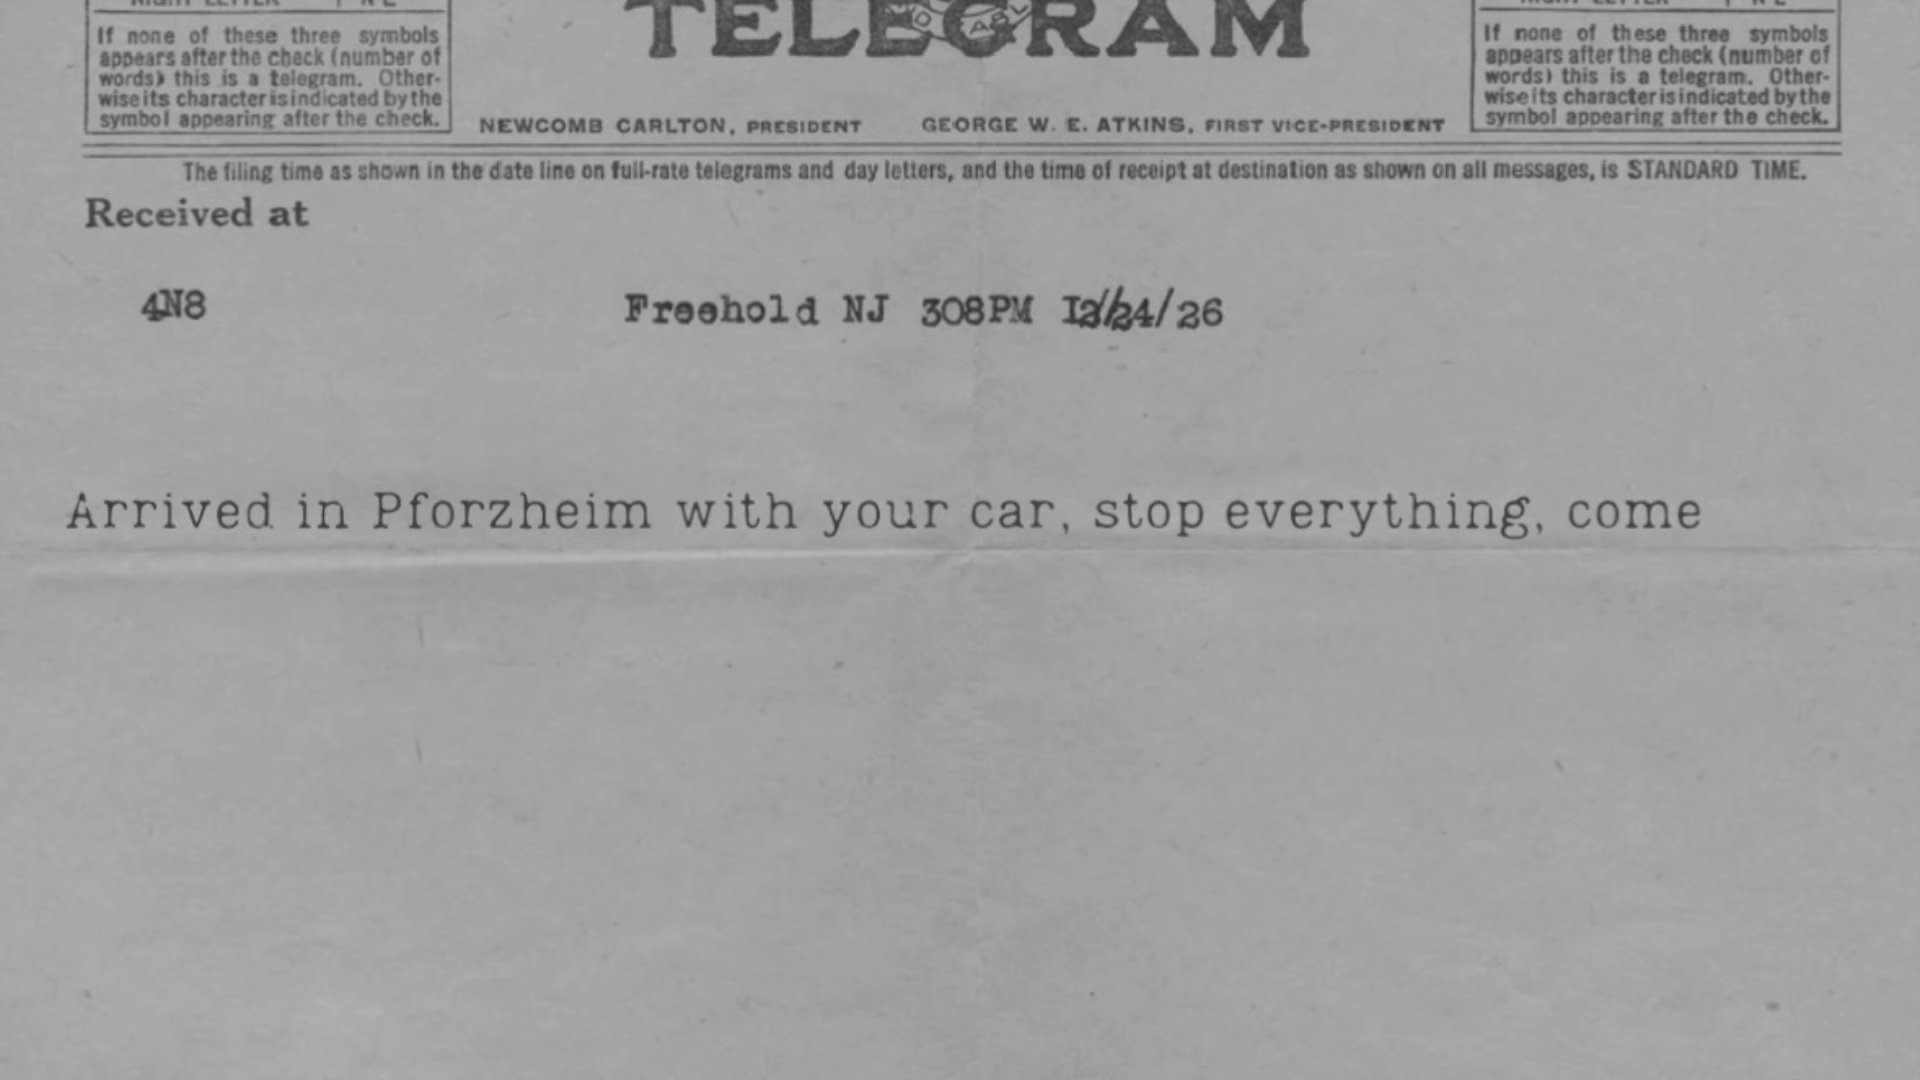 TELEGRAM
If none of these three symbols
appears after the check (number of
words) this is a telegram. Other-
wise its character is indicated by the
symbol appearing after the check.
NEWCOMB CARLTON, PRESIDENT GEORGE W. E. ATKINS, FIRST VICE-PRESIDENT
If none of these three symbols
appears after the check (number of
words) this is a telegram. Other-
wise its character is indicated by the
symbol appearing after the check.
The filing time as shown in the date line on full-rate telegrams and day letters, and the time of receipt at destination as shown on all messages, is STANDARD TIME.
Received at
4N8 Freehold NJ 308PM 12/24/26
Arrived in Pforzheim with your car, stop everything, come